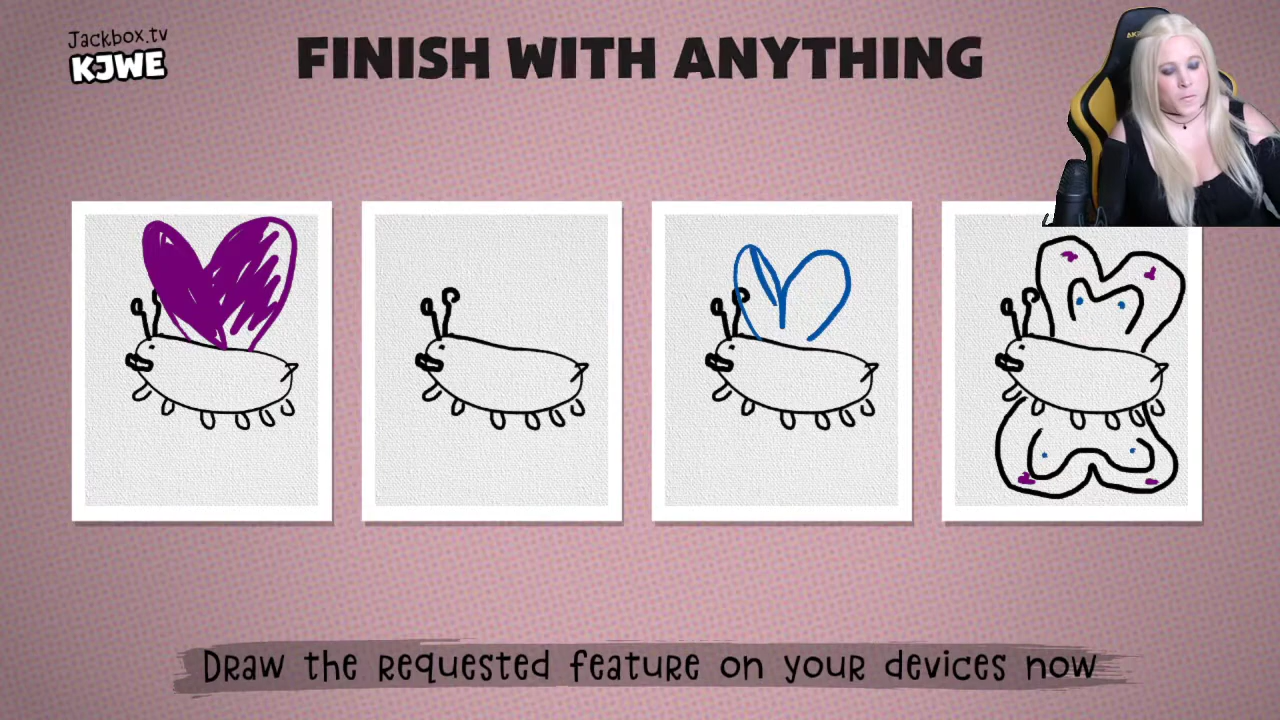 Jackbox.tv
KJWE
FINISH WITH ANYTHING
Draw the requested feature on your devices now